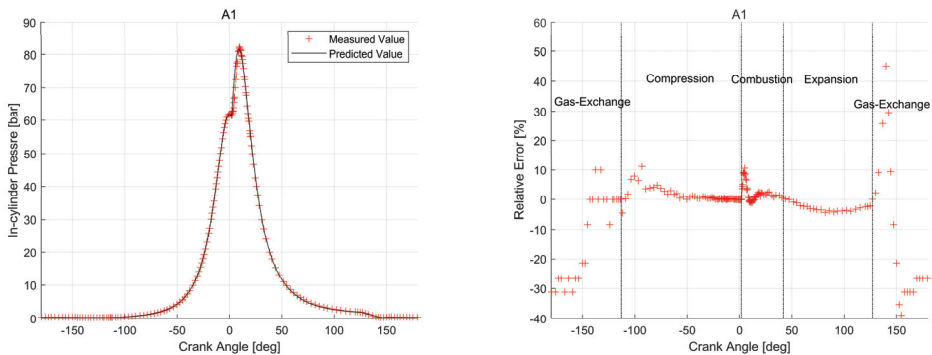 A1
90
80
70
60
50
40
30
20
10
0
In-cylinder Pressre [bar]
Measured Value
Predicted Value
-150 -100 -50 0 50 100 150
Crank Angle [deg]
A1
60
50
40
30
20
10
0
-10
-20
-30
-40
Relative Error [%]
Compression Combustion Expansion
Gas-Exchange Gas-Exchange
-150 -100 -50 0 50 100 150
Crank Angle [deg]